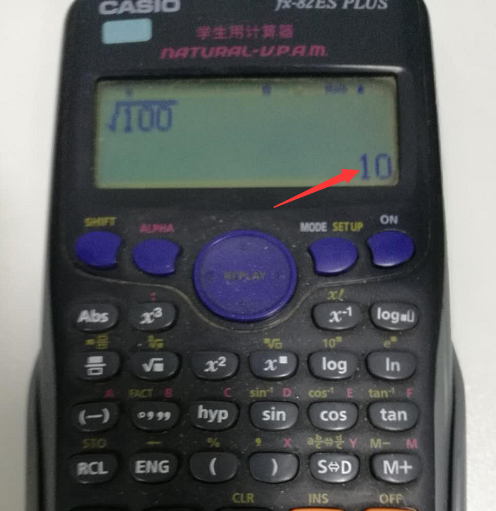 CASIO fx-82ES PLUS
学生用计算器
NATURAL-V.P.A.M.
D Math ▲
√100
10
SHIFT ALPHA MODE SETUP ON
REPLAY
Abs x³ x⁻¹ log■□
10■ e■
√■ x² x■ log ln
A FACT B C sin⁻¹ D cos⁻¹ E tan⁻¹ F
(−) °'" hyp sin cos tan
STO ← % , X a b/c⇔d/c Y M− M
RCL ENG ( ) S⇔D M+
CLR INS OFF